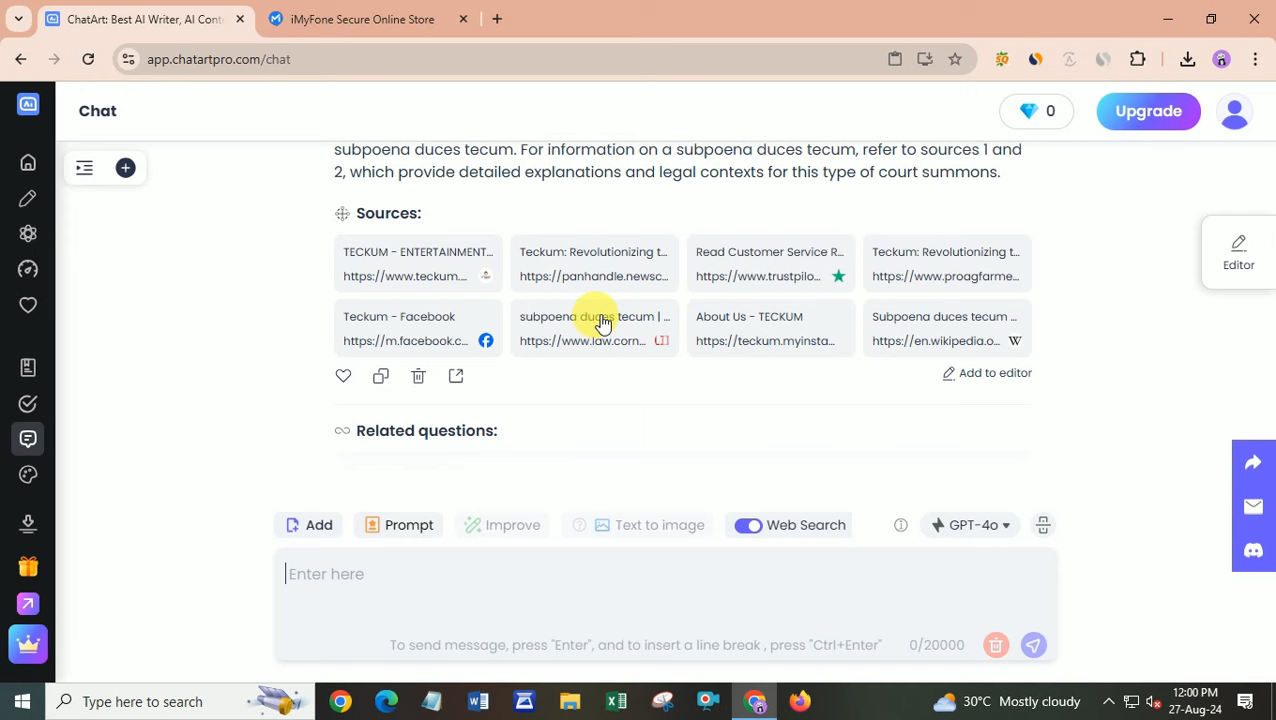 ChatArt: Best AI Writer, AI Cont
iMyFone Secure Online Store
app.chatartpro.com/chat
Chat
0
Upgrade
subpoena duces tecum. For information on a subpoena duces tecum, refer to sources 1 and
2, which provide detailed explanations and legal contexts for this type of court summons.
Sources:
TECKUM - ENTERTAINMENT...
https://www.teckum....
Teckum: Revolutionizing t...
https://panhandle.newsc...
Read Customer Service R...
https://www.trustpilo...
Teckum: Revolutionizing t...
https://www.proagfarme...
Teckum - Facebook
https://m.facebook.c...
subpoena duces tecum | ...
https://www.law.corn...
LII
About Us - TECKUM
https://teckum.myinsta...
Subpoena duces tecum ...
https://en.wikipedia.o...
W
Add to editor
Editor
Related questions:
Add
Prompt
Improve
Text to image
Web Search
GPT-4o
Enter here
To send message, press "Enter", and to insert a line break , press "Ctrl+Enter"
0/20000
Type here to search
30°C Mostly cloudy
12:00 PM
27-Aug-24